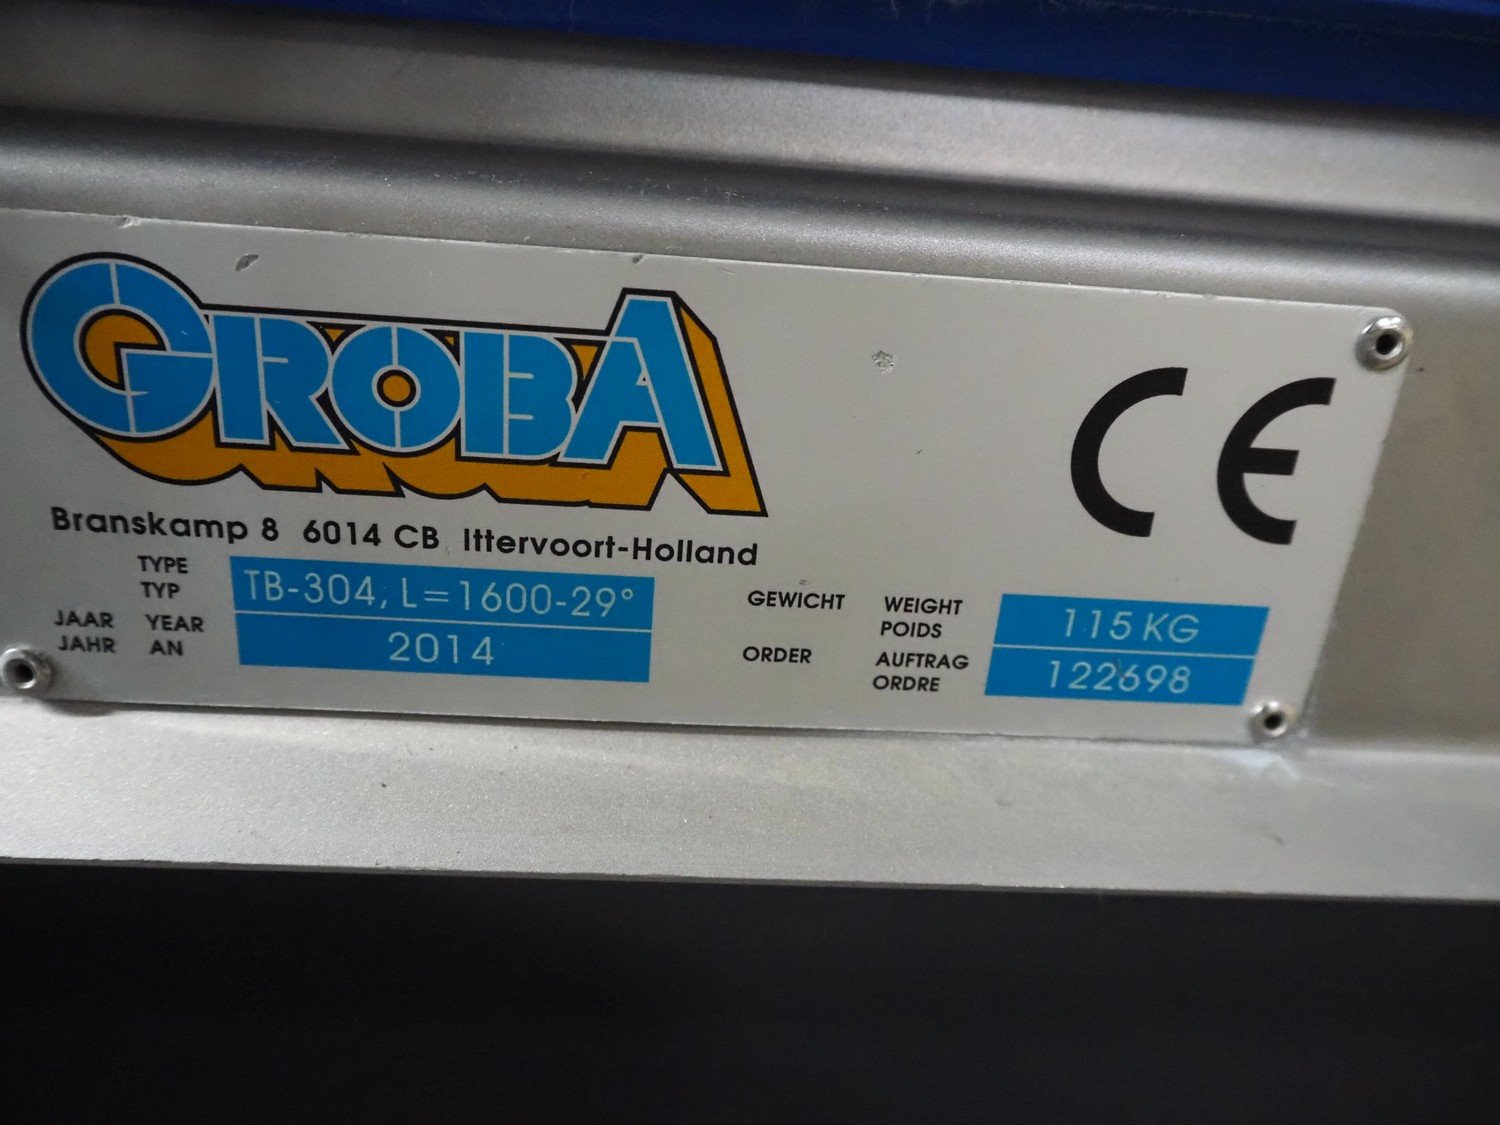 GROBA
CE
Branskamp 8 6014 CB Ittervoort-Holland
TYPE
TYP
TB-304, L=1600-29°
JAAR YEAR
JAHR AN
2014
GEWICHT WEIGHT
POIDS
115 KG
ORDER AUFTRAG
ORDRE
122698